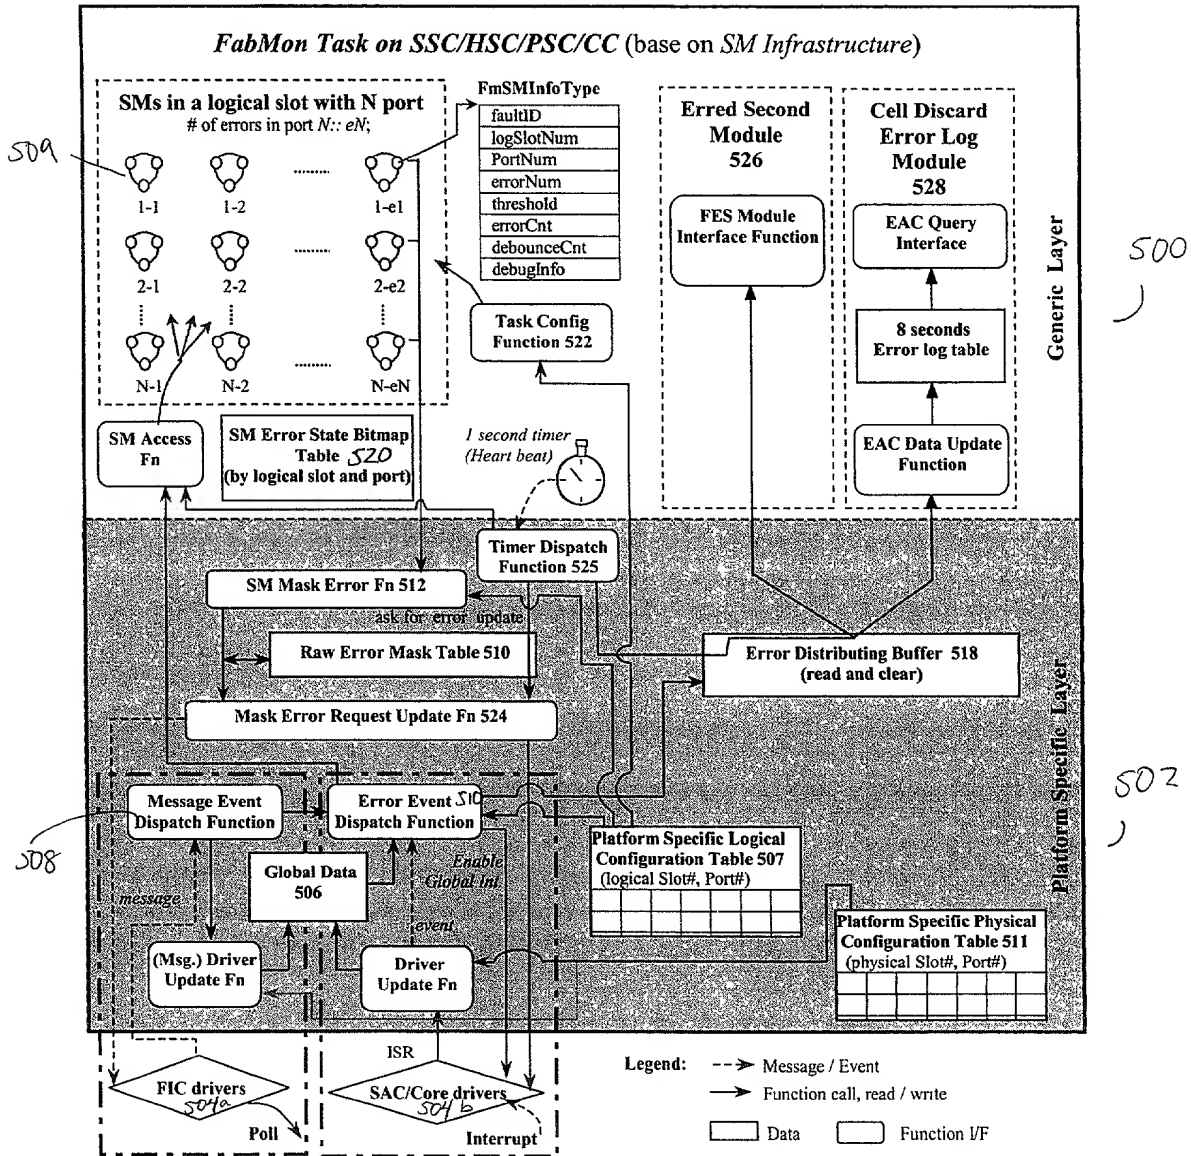 FabMon Task on SSC/HSC/PSC/CC (base on SM Infrastructure)
SMs in a logical slot with N port
# of errors in port N:: eN;
509
1-1
1-2
........
1-e1
2-1
2-2
2-e2
N-1
N-2
........
N-eN
FmSMInfoType
faultID
logSlotNum
PortNum
errorNum
threshold
errorCnt
debounceCnt
debugInfo
Erred Second
Module
526
FES Module
Interface Function
Cell Discard
Error Log
Module
528
EAC Query
Interface
8 seconds
Error log table
EAC Data Update
Function
Generic Layer
500
Task Config
Function 522
SM Access
Fn
SM Error State Bitmap
Table 520
(by logical slot and port)
1 second timer
(Heart beat)
Timer Dispatch
Function 525
SM Mask Error Fn 512
ask for error update
Raw Error Mask Table 510
Mask Error Request Update Fn 524
Error Distributing Buffer 518
(read and clear)
Platform Specific Layer
502
Message Event
Dispatch Function
508
Error Event 510
Dispatch Function
Global Data
506
message
Enable
Global Int
event
Platform Specific Logical
Configuration Table 507
(logical Slot#, Port#)
Platform Specific Physical
Configuration Table 511
(physical Slot#, Port#)
(Msg.) Driver
Update Fn
Driver
Update Fn
ISR
FIC drivers
504a
Poll
SAC/Core drivers
504b
Interrupt
Legend:
Message / Event
Function call, read / write
Data
Function I/F